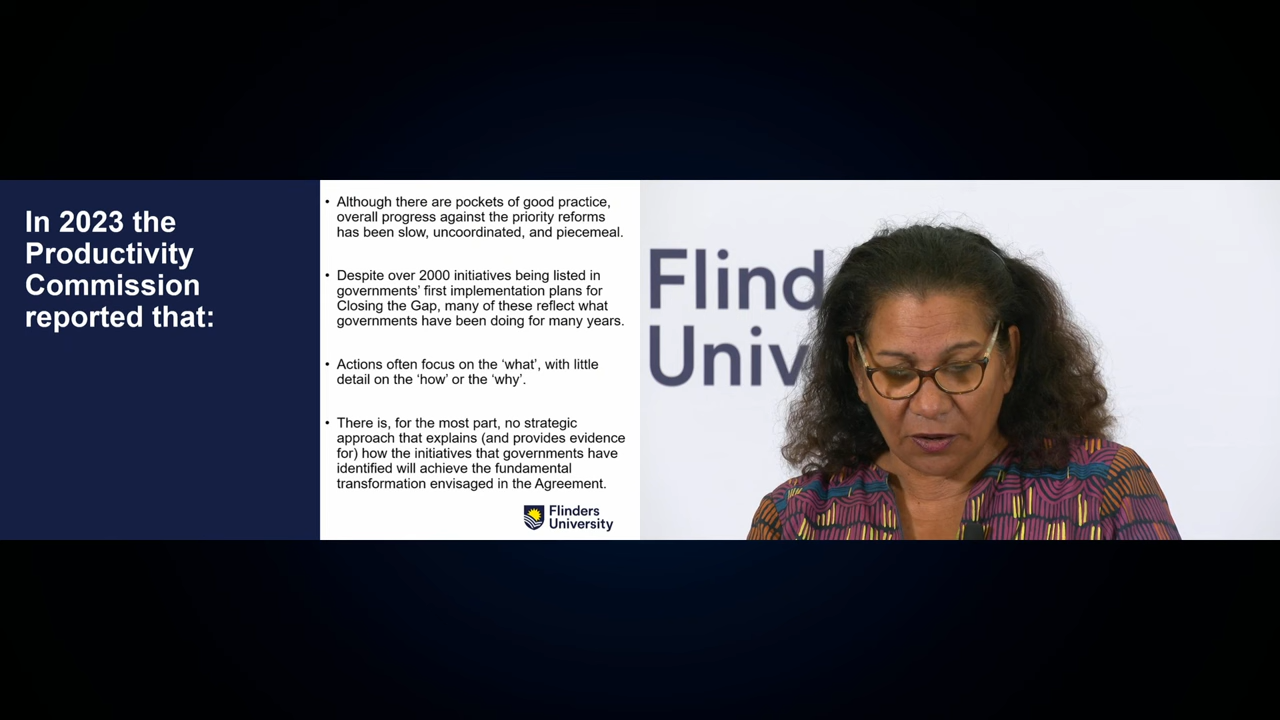 In 2023 the
Productivity
Commission
reported that:
• Although there are pockets of good practice,
overall progress against the priority reforms
has been slow, uncoordinated, and piecemeal.
• Despite over 2000 initiatives being listed in
governments’ first implementation plans for
Closing the Gap, many of these reflect what
governments have been doing for many years.
• Actions often focus on the ‘what’, with little
detail on the ‘how’ or the ‘why’.
• There is, for the most part, no strategic
approach that explains (and provides evidence
for) how the initiatives that governments have
identified will achieve the fundamental
transformation envisaged in the Agreement.
Flinders
University
Flind
Univ